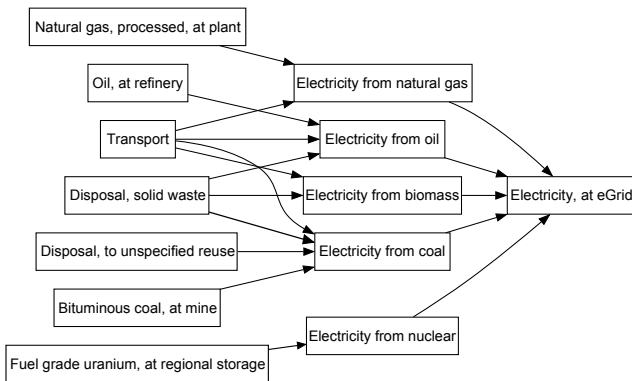 Natural gas, processed, at plant
Oil, at refinery
Electricity from natural gas
Transport
Electricity from oil
Disposal, solid waste
Electricity from biomass
Electricity, at eGrid
Disposal, to unspecified reuse
Electricity from coal
Bituminous coal, at mine
Electricity from nuclear
Fuel grade uranium, at regional storage